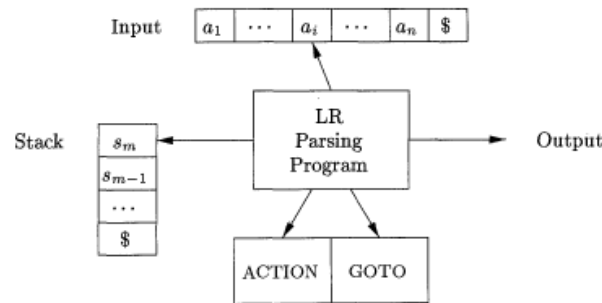 Input a₁ ··· aᵢ ··· aₙ $
LR
Parsing
Program
Stack
sₘ
sₘ₋₁
···
$
Output
ACTION GOTO